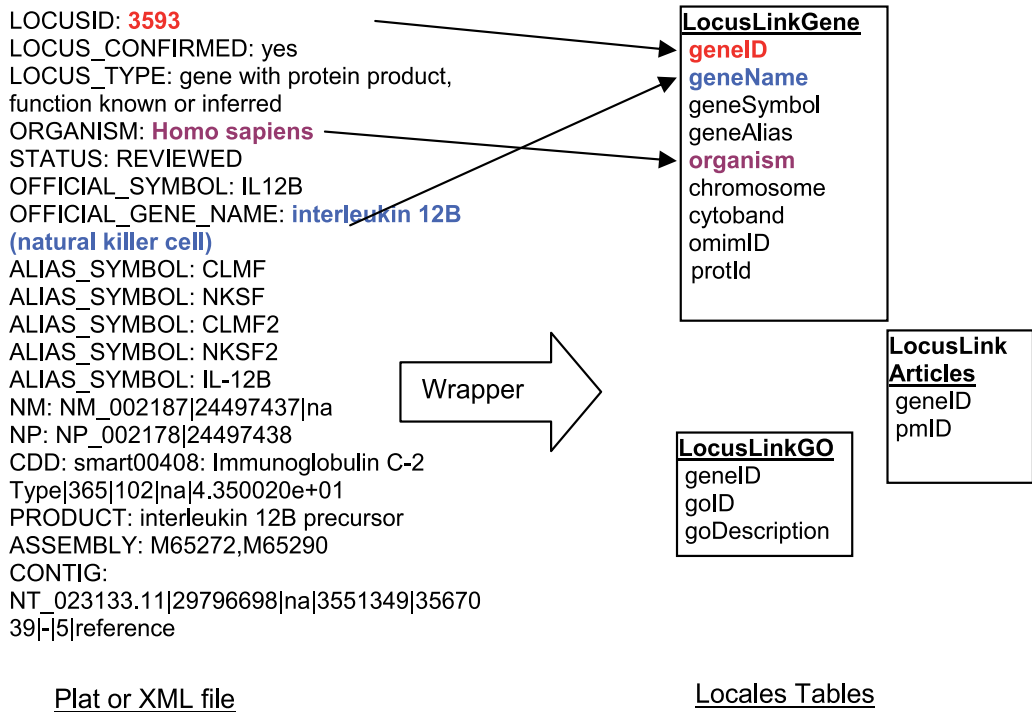 LOCUSID: 3593
LOCUS_CONFIRMED: yes
LOCUS_TYPE: gene with protein product,
function known or inferred
ORGANISM: Homo sapiens
STATUS: REVIEWED
OFFICIAL_SYMBOL: IL12B
OFFICIAL_GENE_NAME: interleukin 12B
(natural killer cell)
ALIAS_SYMBOL: CLMF
ALIAS_SYMBOL: NKSF
ALIAS_SYMBOL: CLMF2
ALIAS_SYMBOL: NKSF2
ALIAS_SYMBOL: IL-12B
NM: NM_002187|24497437|na
NP: NP_002178|24497438
CDD: smart00408: Immunoglobulin C-2
Type|365|102|na|4.350020e+01
PRODUCT: interleukin 12B precursor
ASSEMBLY: M65272,M65290
CONTIG:
NT_023133.11|29796698|na|3551349|35670
39|-|5|reference
Plat or XML file
Wrapper
LocusLinkGene
geneID
geneName
geneSymbol
geneAlias
organism
chromosome
cytoband
omimID
protId
LocusLink
Articles
geneID
pmID
LocusLinkGO
geneID
goID
goDescription
Locales Tables